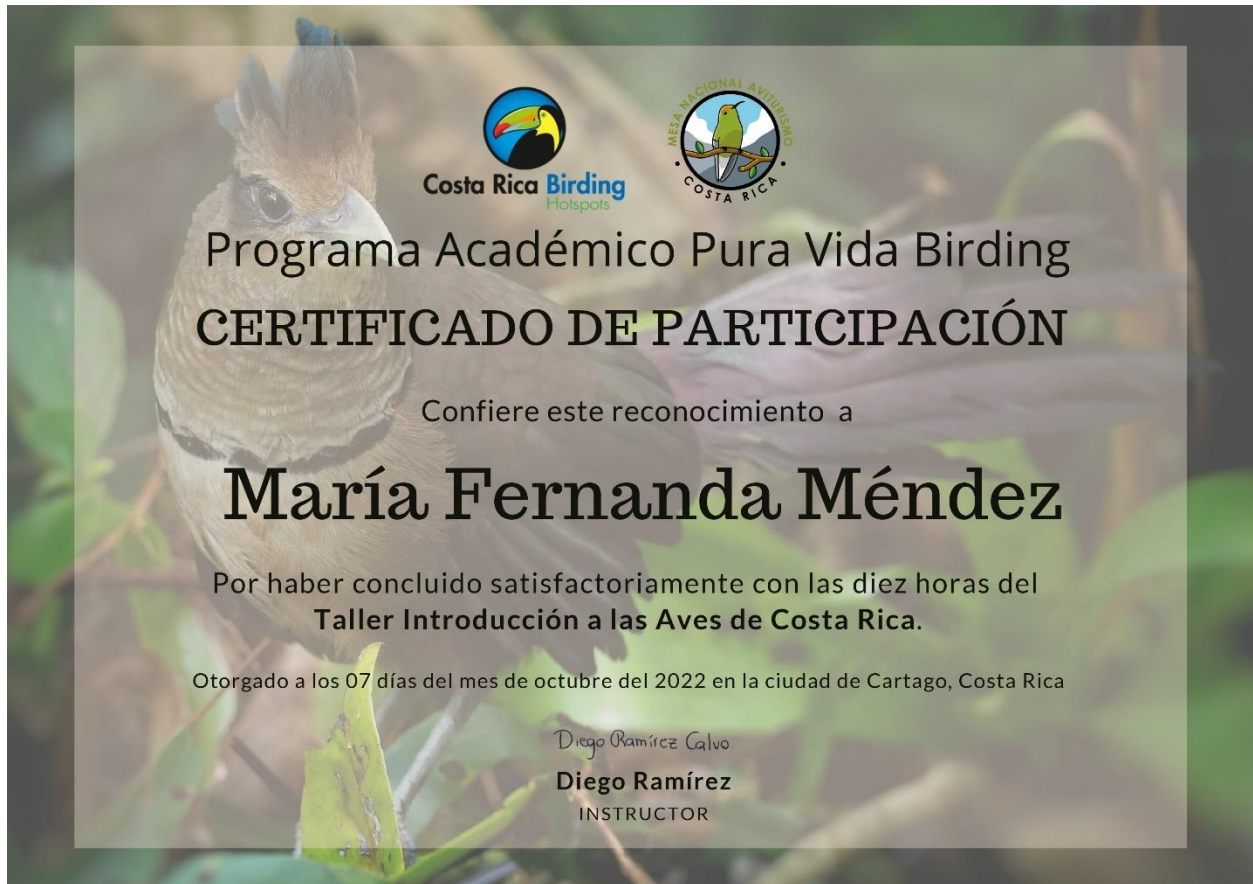 Costa Rica Birding
Hotspots
MESA NACIONAL AVITURISMO
• COSTA RICA •
Programa Académico Pura Vida Birding
CERTIFICADO DE PARTICIPACIÓN
Confiere este reconocimiento a
María Fernanda Méndez
Por haber concluido satisfactoriamente con las diez horas del
Taller Introducción a las Aves de Costa Rica.
Otorgado a los 07 días del mes de octubre del 2022 en la ciudad de Cartago, Costa Rica
Diego Ramírez Calvo
Diego Ramírez
INSTRUCTOR